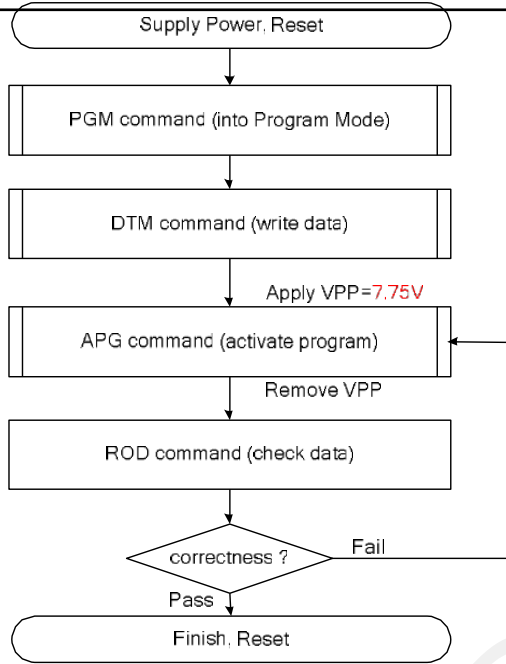 Supply Power, Reset
PGM command (into Program Mode)
DTM command (write data)
Apply VPP=7.75V
APG command (activate program)
Remove VPP
ROD command (check data)
correctness ?
Fail
Pass
Finish, Reset